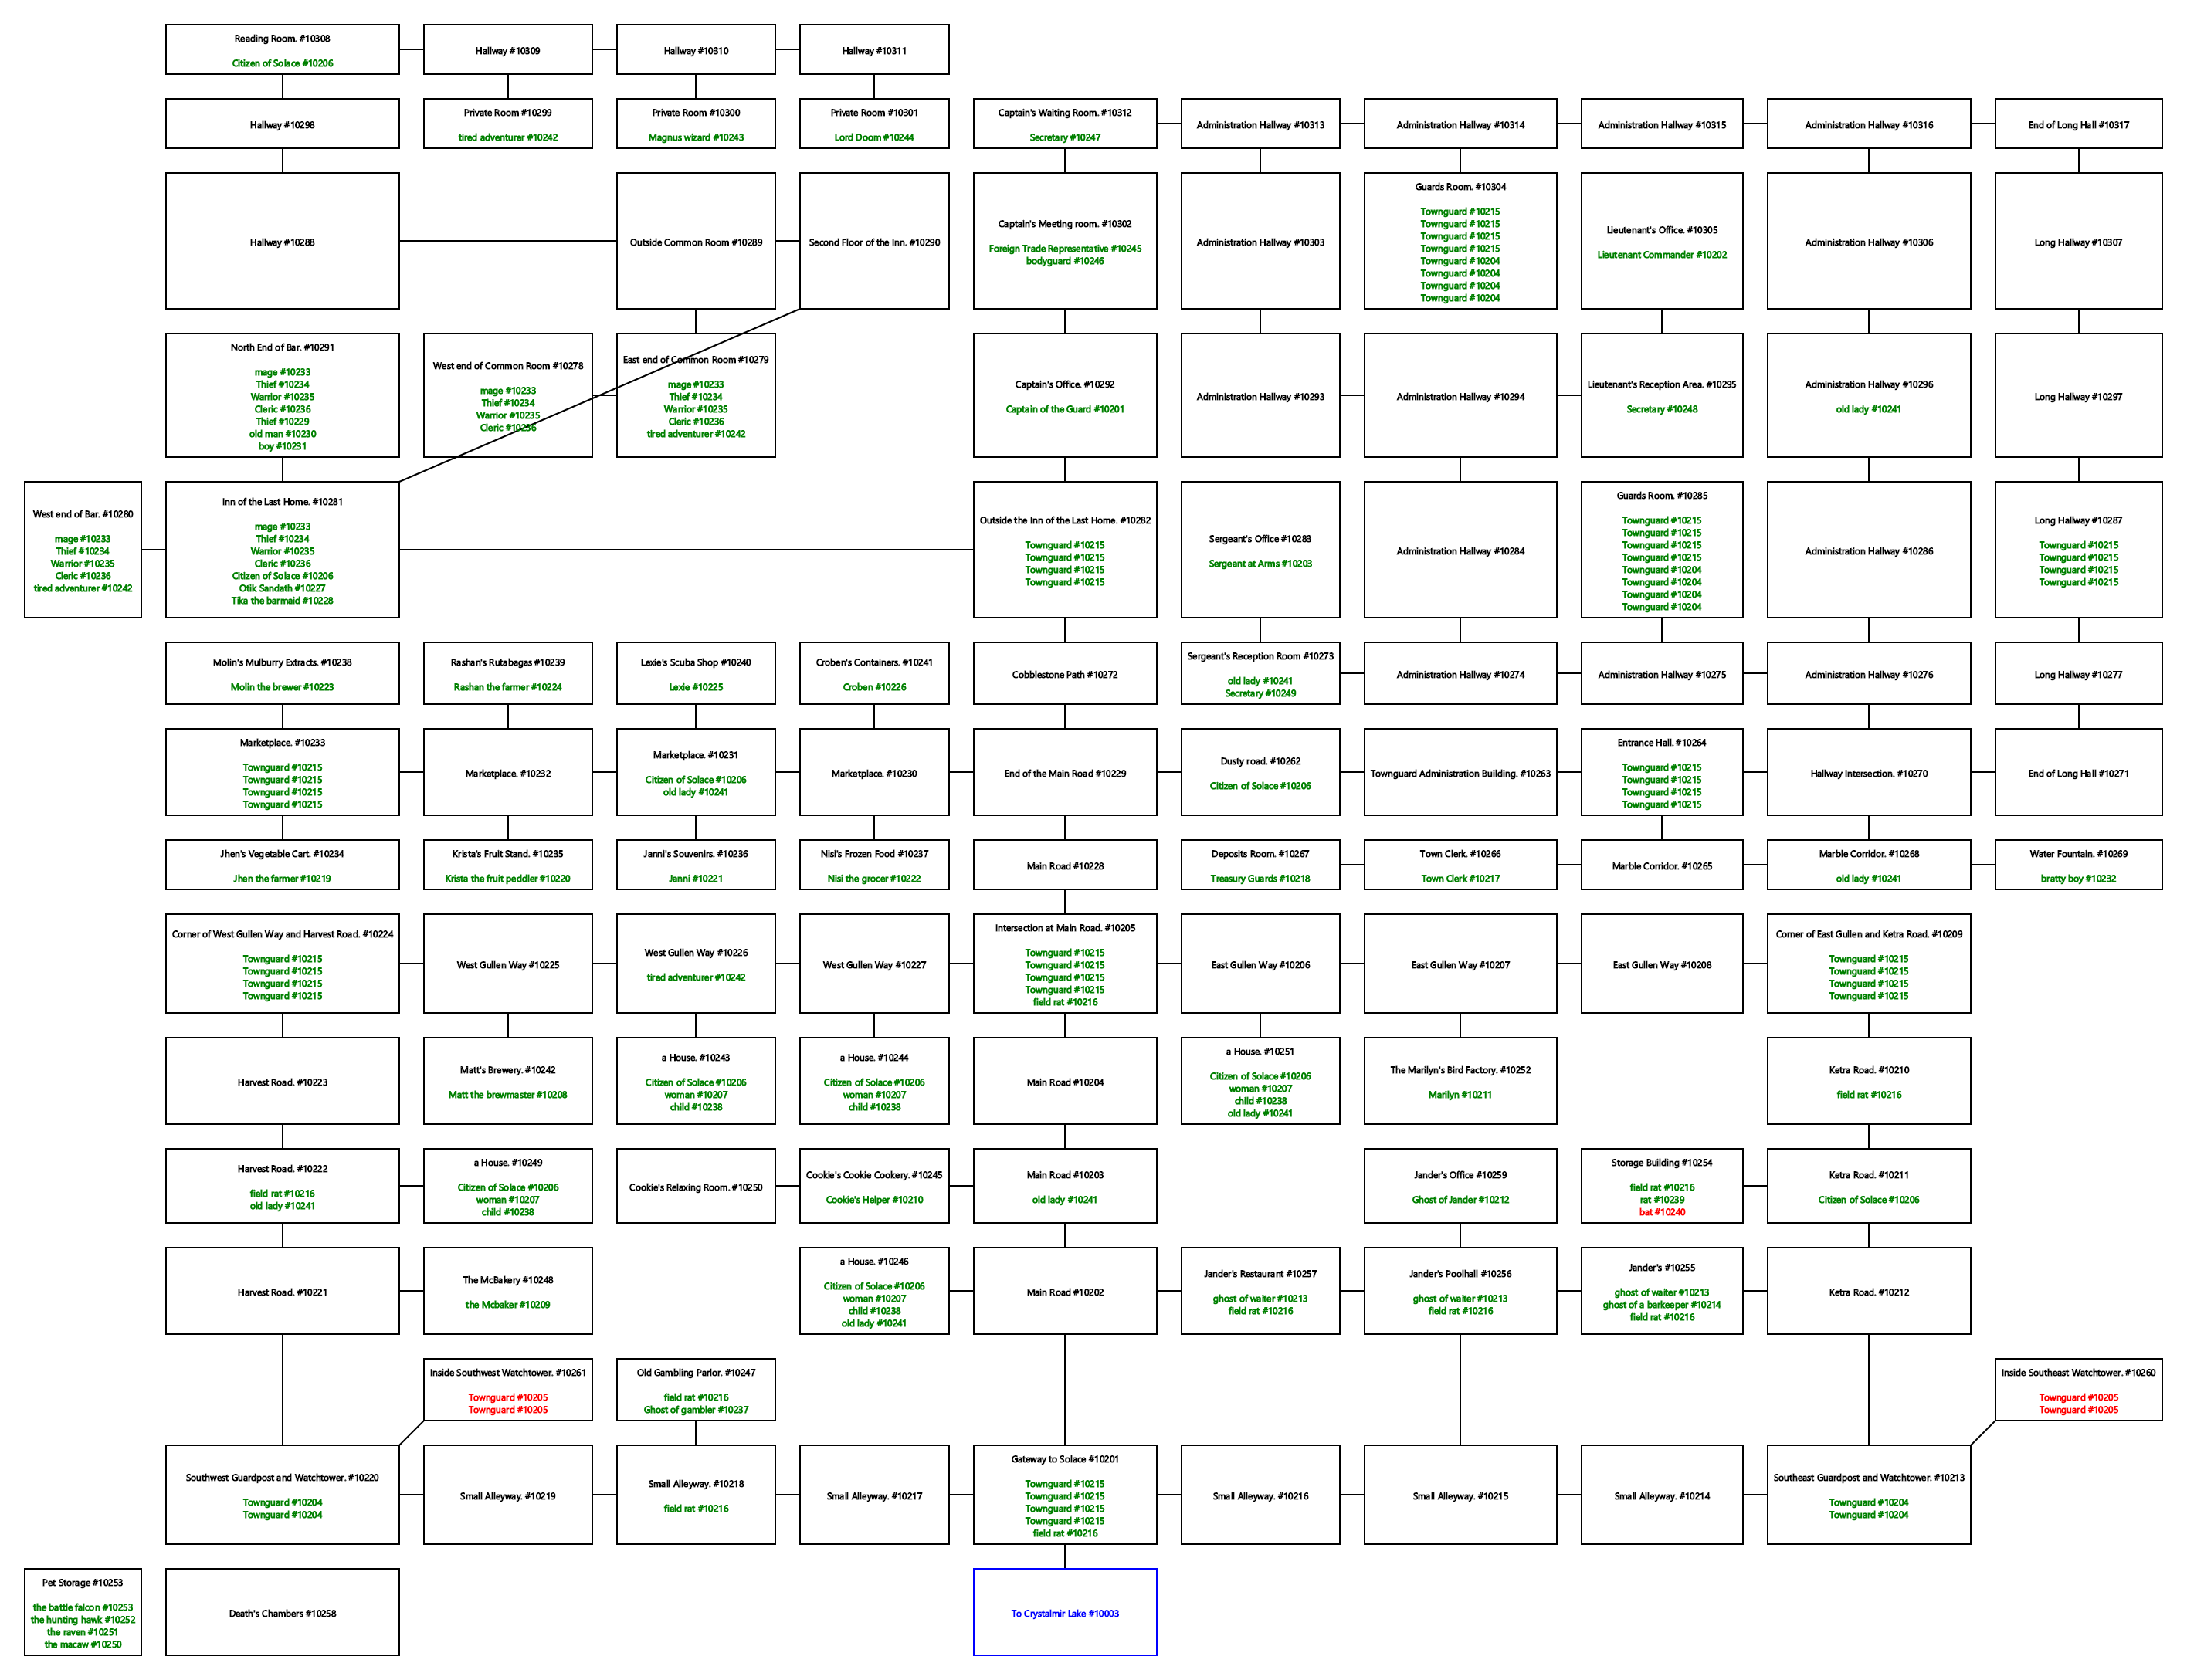 Reading Room. #10308
Citizen of Solace #10206
Hallway #10309
Hallway #10310
Hallway #10311
Hallway #10298
Private Room #10299
tired adventurer #10242
Private Room #10300
Magnus wizard #10243
Private Room #10301
Lord Doom #10244
Captain's Waiting Room. #10312
Secretary #10247
Administration Hallway #10313
Administration Hallway #10314
Administration Hallway #10315
Administration Hallway #10316
End of Long Hall #10317
Hallway #10288
Outside Common Room #10289
Second Floor of the Inn. #10290
Captain's Meeting room. #10302
Foreign Trade Representative #10245
bodyguard #10246
Administration Hallway #10303
Guards Room. #10304
Townguard #10215
Townguard #10215
Townguard #10215
Townguard #10215
Townguard #10204
Townguard #10204
Townguard #10204
Townguard #10204
Lieutenant's Office. #10305
Lieutenant Commander #10202
Administration Hallway #10306
Long Hallway #10307
North End of Bar. #10291
mage #10233
Thief #10234
Warrior #10235
Cleric #10236
Thief #10229
old man #10230
boy #10231
West end of Common Room #10278
mage #10233
Thief #10234
Warrior #10235
Cleric #10236
East end of Common Room #10279
mage #10233
Thief #10234
Warrior #10235
Cleric #10236
tired adventurer #10242
Captain's Office. #10292
Captain of the Guard #10201
Administration Hallway #10293
Administration Hallway #10294
Lieutenant's Reception Area. #10295
Secretary #10248
Administration Hallway #10296
old lady #10241
Long Hallway #10297
West end of Bar. #10280
mage #10233
Thief #10234
Warrior #10235
Cleric #10236
tired adventurer #10242
Inn of the Last Home. #10281
mage #10233
Thief #10234
Warrior #10235
Cleric #10236
Citizen of Solace #10206
Otik Sandath #10227
Tika the barmaid #10228
Outside the Inn of the Last Home. #10282
Townguard #10215
Townguard #10215
Townguard #10215
Townguard #10215
Sergeant's Office #10283
Sergeant at Arms #10203
Administration Hallway #10284
Guards Room. #10285
Townguard #10215
Townguard #10215
Townguard #10215
Townguard #10215
Townguard #10204
Townguard #10204
Townguard #10204
Townguard #10204
Administration Hallway #10286
Long Hallway #10287
Townguard #10215
Townguard #10215
Townguard #10215
Townguard #10215
Molin's Mulburry Extracts. #10238
Molin the brewer #10223
Rashan's Rutabagas #10239
Rashan the farmer #10224
Lexie's Scuba Shop #10240
Lexie #10225
Croben's Containers. #10241
Croben #10226
Cobblestone Path #10272
Sergeant's Reception Room #10273
old lady #10241
Secretary #10249
Administration Hallway #10274
Administration Hallway #10275
Administration Hallway #10276
Long Hallway #10277
Marketplace. #10233
Townguard #10215
Townguard #10215
Townguard #10215
Townguard #10215
Marketplace. #10232
Marketplace. #10231
Citizen of Solace #10206
old lady #10241
Marketplace. #10230
End of the Main Road #10229
Dusty road. #10262
Citizen of Solace #10206
Townguard Administration Building. #10263
Entrance Hall. #10264
Townguard #10215
Townguard #10215
Townguard #10215
Townguard #10215
Hallway Intersection. #10270
End of Long Hall #10271
Jhen's Vegetable Cart. #10234
Jhen the farmer #10219
Krista's Fruit Stand. #10235
Krista the fruit peddler #10220
Janni's Souvenirs. #10236
Janni #10221
Nisi's Frozen Food #10237
Nisi the grocer #10222
Main Road #10228
Deposits Room. #10267
Treasury Guards #10218
Town Clerk. #10266
Town Clerk #10217
Marble Corridor. #10265
Marble Corridor. #10268
old lady #10241
Water Fountain. #10269
bratty boy #10232
Corner of West Gullen Way and Harvest Road. #10224
Townguard #10215
Townguard #10215
Townguard #10215
Townguard #10215
West Gullen Way #10225
West Gullen Way #10226
tired adventurer #10242
West Gullen Way #10227
Intersection at Main Road. #10205
Townguard #10215
Townguard #10215
Townguard #10215
Townguard #10215
field rat #10216
East Gullen Way #10206
East Gullen Way #10207
East Gullen Way #10208
Corner of East Gullen and Ketra Road. #10209
Townguard #10215
Townguard #10215
Townguard #10215
Townguard #10215
Harvest Road. #10223
Matt's Brewery. #10242
Matt the brewmaster #10208
a House. #10243
Citizen of Solace #10206
woman #10207
child #10238
a House. #10244
Citizen of Solace #10206
woman #10207
child #10238
Main Road #10204
a House. #10251
Citizen of Solace #10206
woman #10207
child #10238
old lady #10241
The Marilyn's Bird Factory. #10252
Marilyn #10211
Ketra Road. #10210
field rat #10216
Harvest Road. #10222
field rat #10216
old lady #10241
a House. #10249
Citizen of Solace #10206
woman #10207
child #10238
Cookie's Relaxing Room. #10250
Cookie's Cookie Cookery. #10245
Cookie's Helper #10210
Main Road #10203
old lady #10241
Jander's Office #10259
Ghost of Jander #10212
Storage Building #10254
field rat #10216
rat #10239
bat #10240
Ketra Road. #10211
Citizen of Solace #10206
Harvest Road. #10221
The McBakery #10248
the Mcbaker #10209
a House. #10246
Citizen of Solace #10206
woman #10207
child #10238
old lady #10241
Main Road #10202
Jander's Restaurant #10257
ghost of waiter #10213
field rat #10216
Jander's Poolhall #10256
ghost of waiter #10213
field rat #10216
Jander's #10255
ghost of waiter #10213
ghost of a barkeeper #10214
field rat #10216
Ketra Road. #10212
Inside Southwest Watchtower. #10261
Townguard #10205
Townguard #10205
Old Gambling Parlor. #10247
field rat #10216
Ghost of gambler #10237
Inside Southeast Watchtower. #10260
Townguard #10205
Townguard #10205
Southwest Guardpost and Watchtower. #10220
Townguard #10204
Townguard #10204
Small Alleyway. #10219
Small Alleyway. #10218
field rat #10216
Small Alleyway. #10217
Gateway to Solace #10201
Townguard #10215
Townguard #10215
Townguard #10215
Townguard #10215
field rat #10216
Small Alleyway. #10216
Small Alleyway. #10215
Small Alleyway. #10214
Southeast Guardpost and Watchtower. #10213
Townguard #10204
Townguard #10204
Pet Storage #10253
the battle falcon #10253
the hunting hawk #10252
the raven #10251
the macaw #10250
Death's Chambers #10258
To Crystalmir Lake #10003